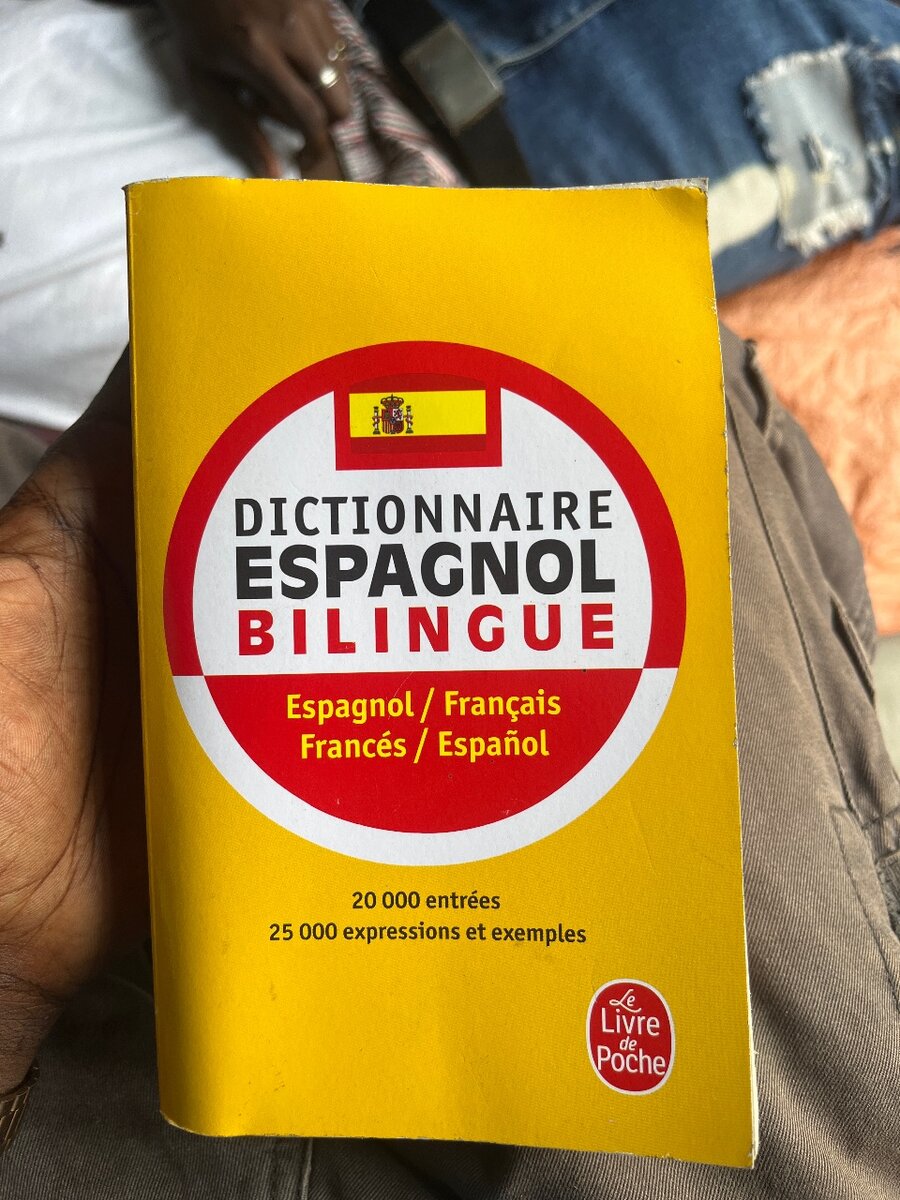 DICTIONNAIRE
ESPAGNOL
BILINGUE
Espagnol / Français
Francés / Español
20 000 entrées
25 000 expressions et exemples
Le
Livre
de
Poche